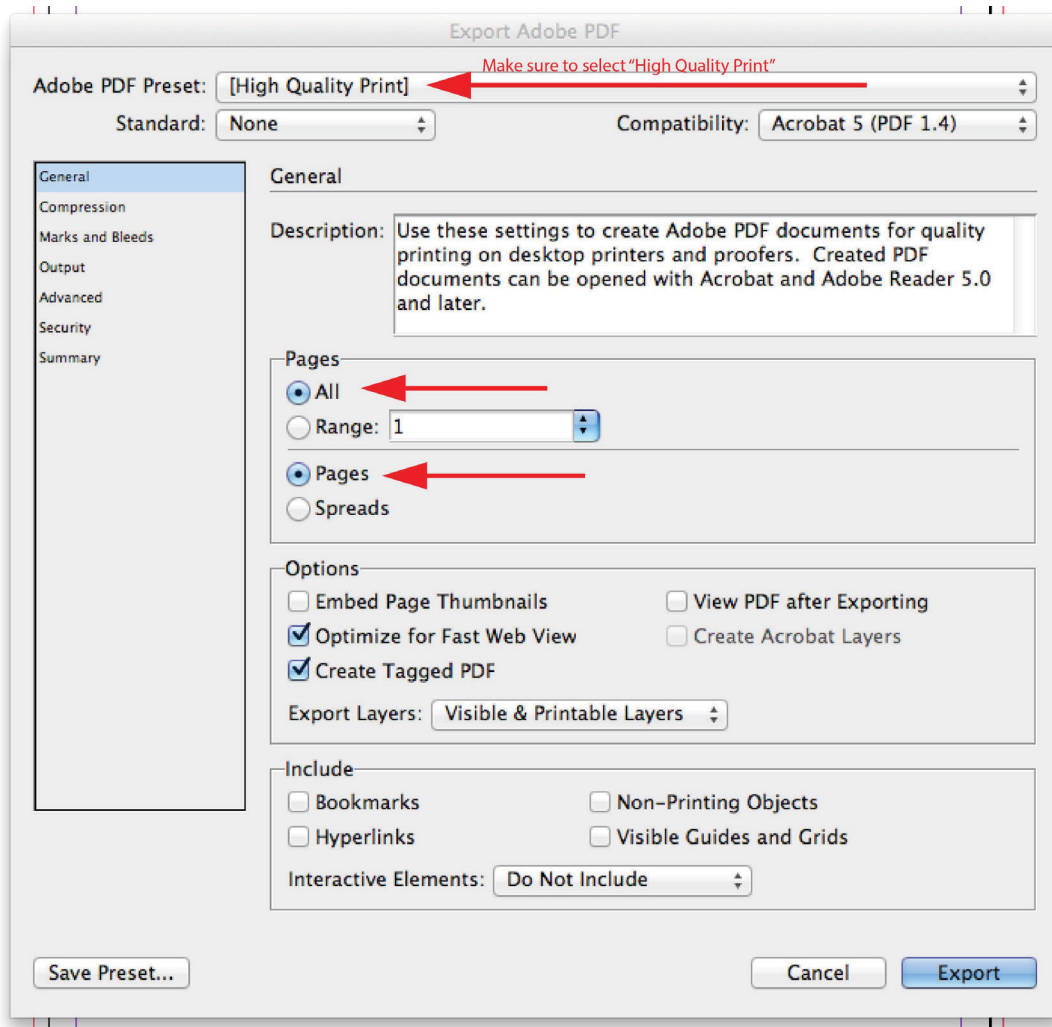 Export Adobe PDF
Make sure to select “High Quality Print”
Adobe PDF Preset: [High Quality Print]
Standard: None Compatibility: Acrobat 5 (PDF 1.4)
General
Compression
Marks and Bleeds
Output
Advanced
Security
Summary
General
Description: Use these settings to create Adobe PDF documents for quality
printing on desktop printers and proofers.  Created PDF
documents can be opened with Acrobat and Adobe Reader 5.0
and later.
Pages
All
Range: 1
Pages
Spreads
Options
Embed Page Thumbnails View PDF after Exporting
Optimize for Fast Web View Create Acrobat Layers
Create Tagged PDF
Export Layers: Visible & Printable Layers
Include
Bookmarks Non-Printing Objects
Hyperlinks Visible Guides and Grids
Interactive Elements: Do Not Include
Save Preset... Cancel Export